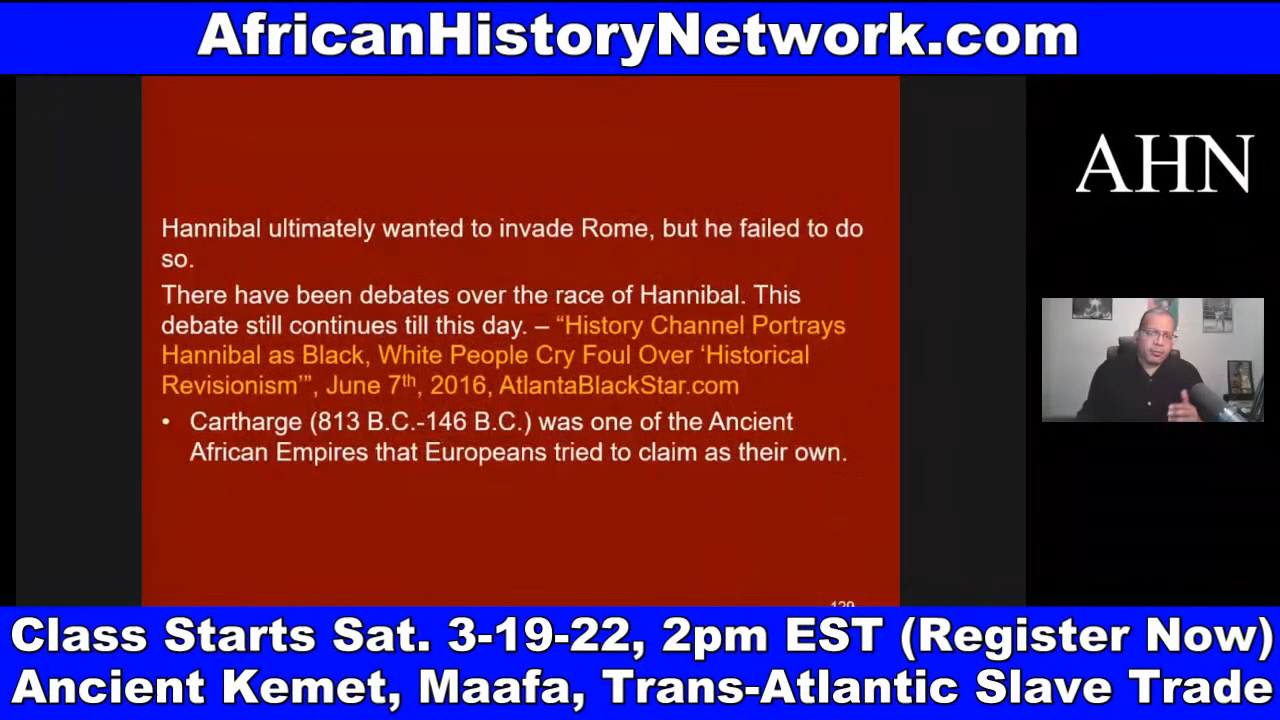 AfricanHistoryNetwork.com
AHN
Hannibal ultimately wanted to invade Rome, but he failed to do
so.
There have been debates over the race of Hannibal. This
debate still continues till this day. – “History Channel Portrays
Hannibal as Black, White People Cry Foul Over ‘Historical
Revisionism’”, June 7th, 2016, AtlantaBlackStar.com
• Cartharge (813 B.C.-146 B.C.) was one of the Ancient
African Empires that Europeans tried to claim as their own.
129
Class Starts Sat. 3-19-22, 2pm EST (Register Now)
Ancient Kemet, Maafa, Trans-Atlantic Slave Trade